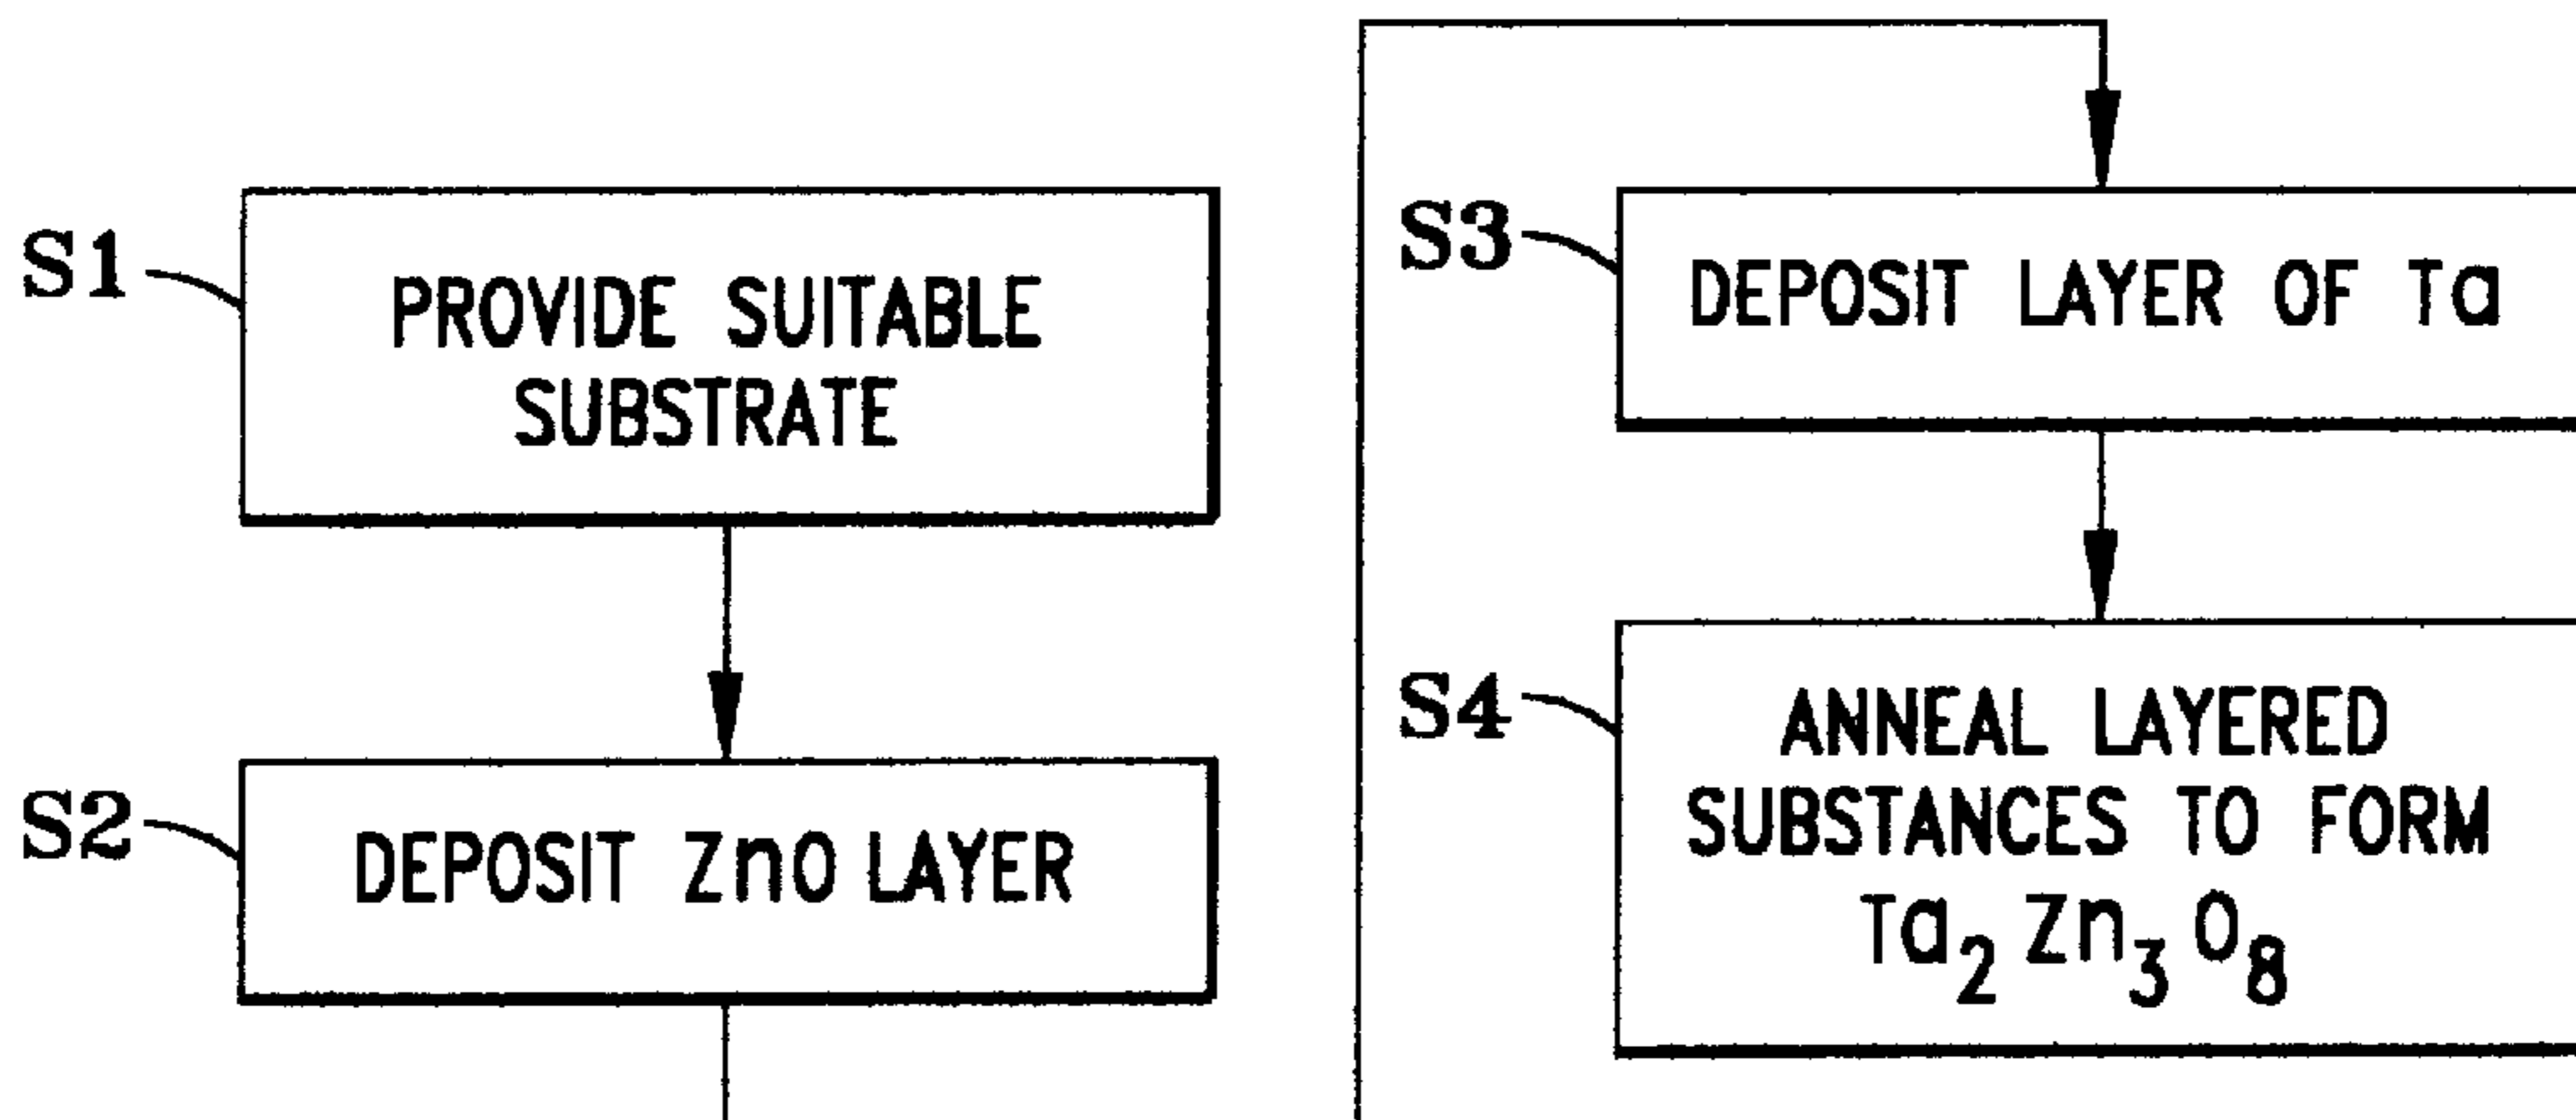 S1
PROVIDE SUITABLE
SUBSTRATE
S2
DEPOSIT ZnO LAYER
S3
DEPOSIT LAYER OF Ta
S4
ANNEAL LAYERED
SUBSTANCES TO FORM
Ta₂ Zn₃ O₈